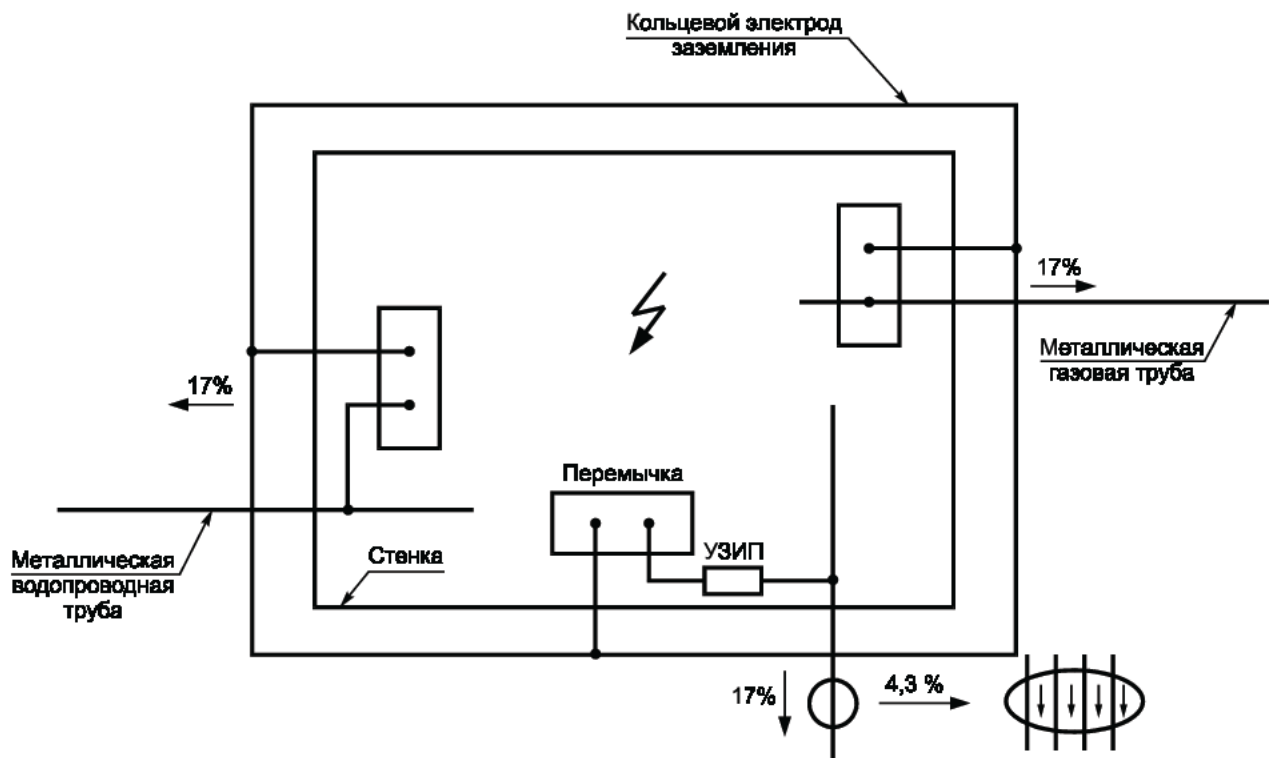 Кольцевой электрод
заземления
17%
Металлическая
газовая труба
17%
Перемычка
УЗИП
Стенка
Металлическая
водопроводная
труба
17%
4,3 %